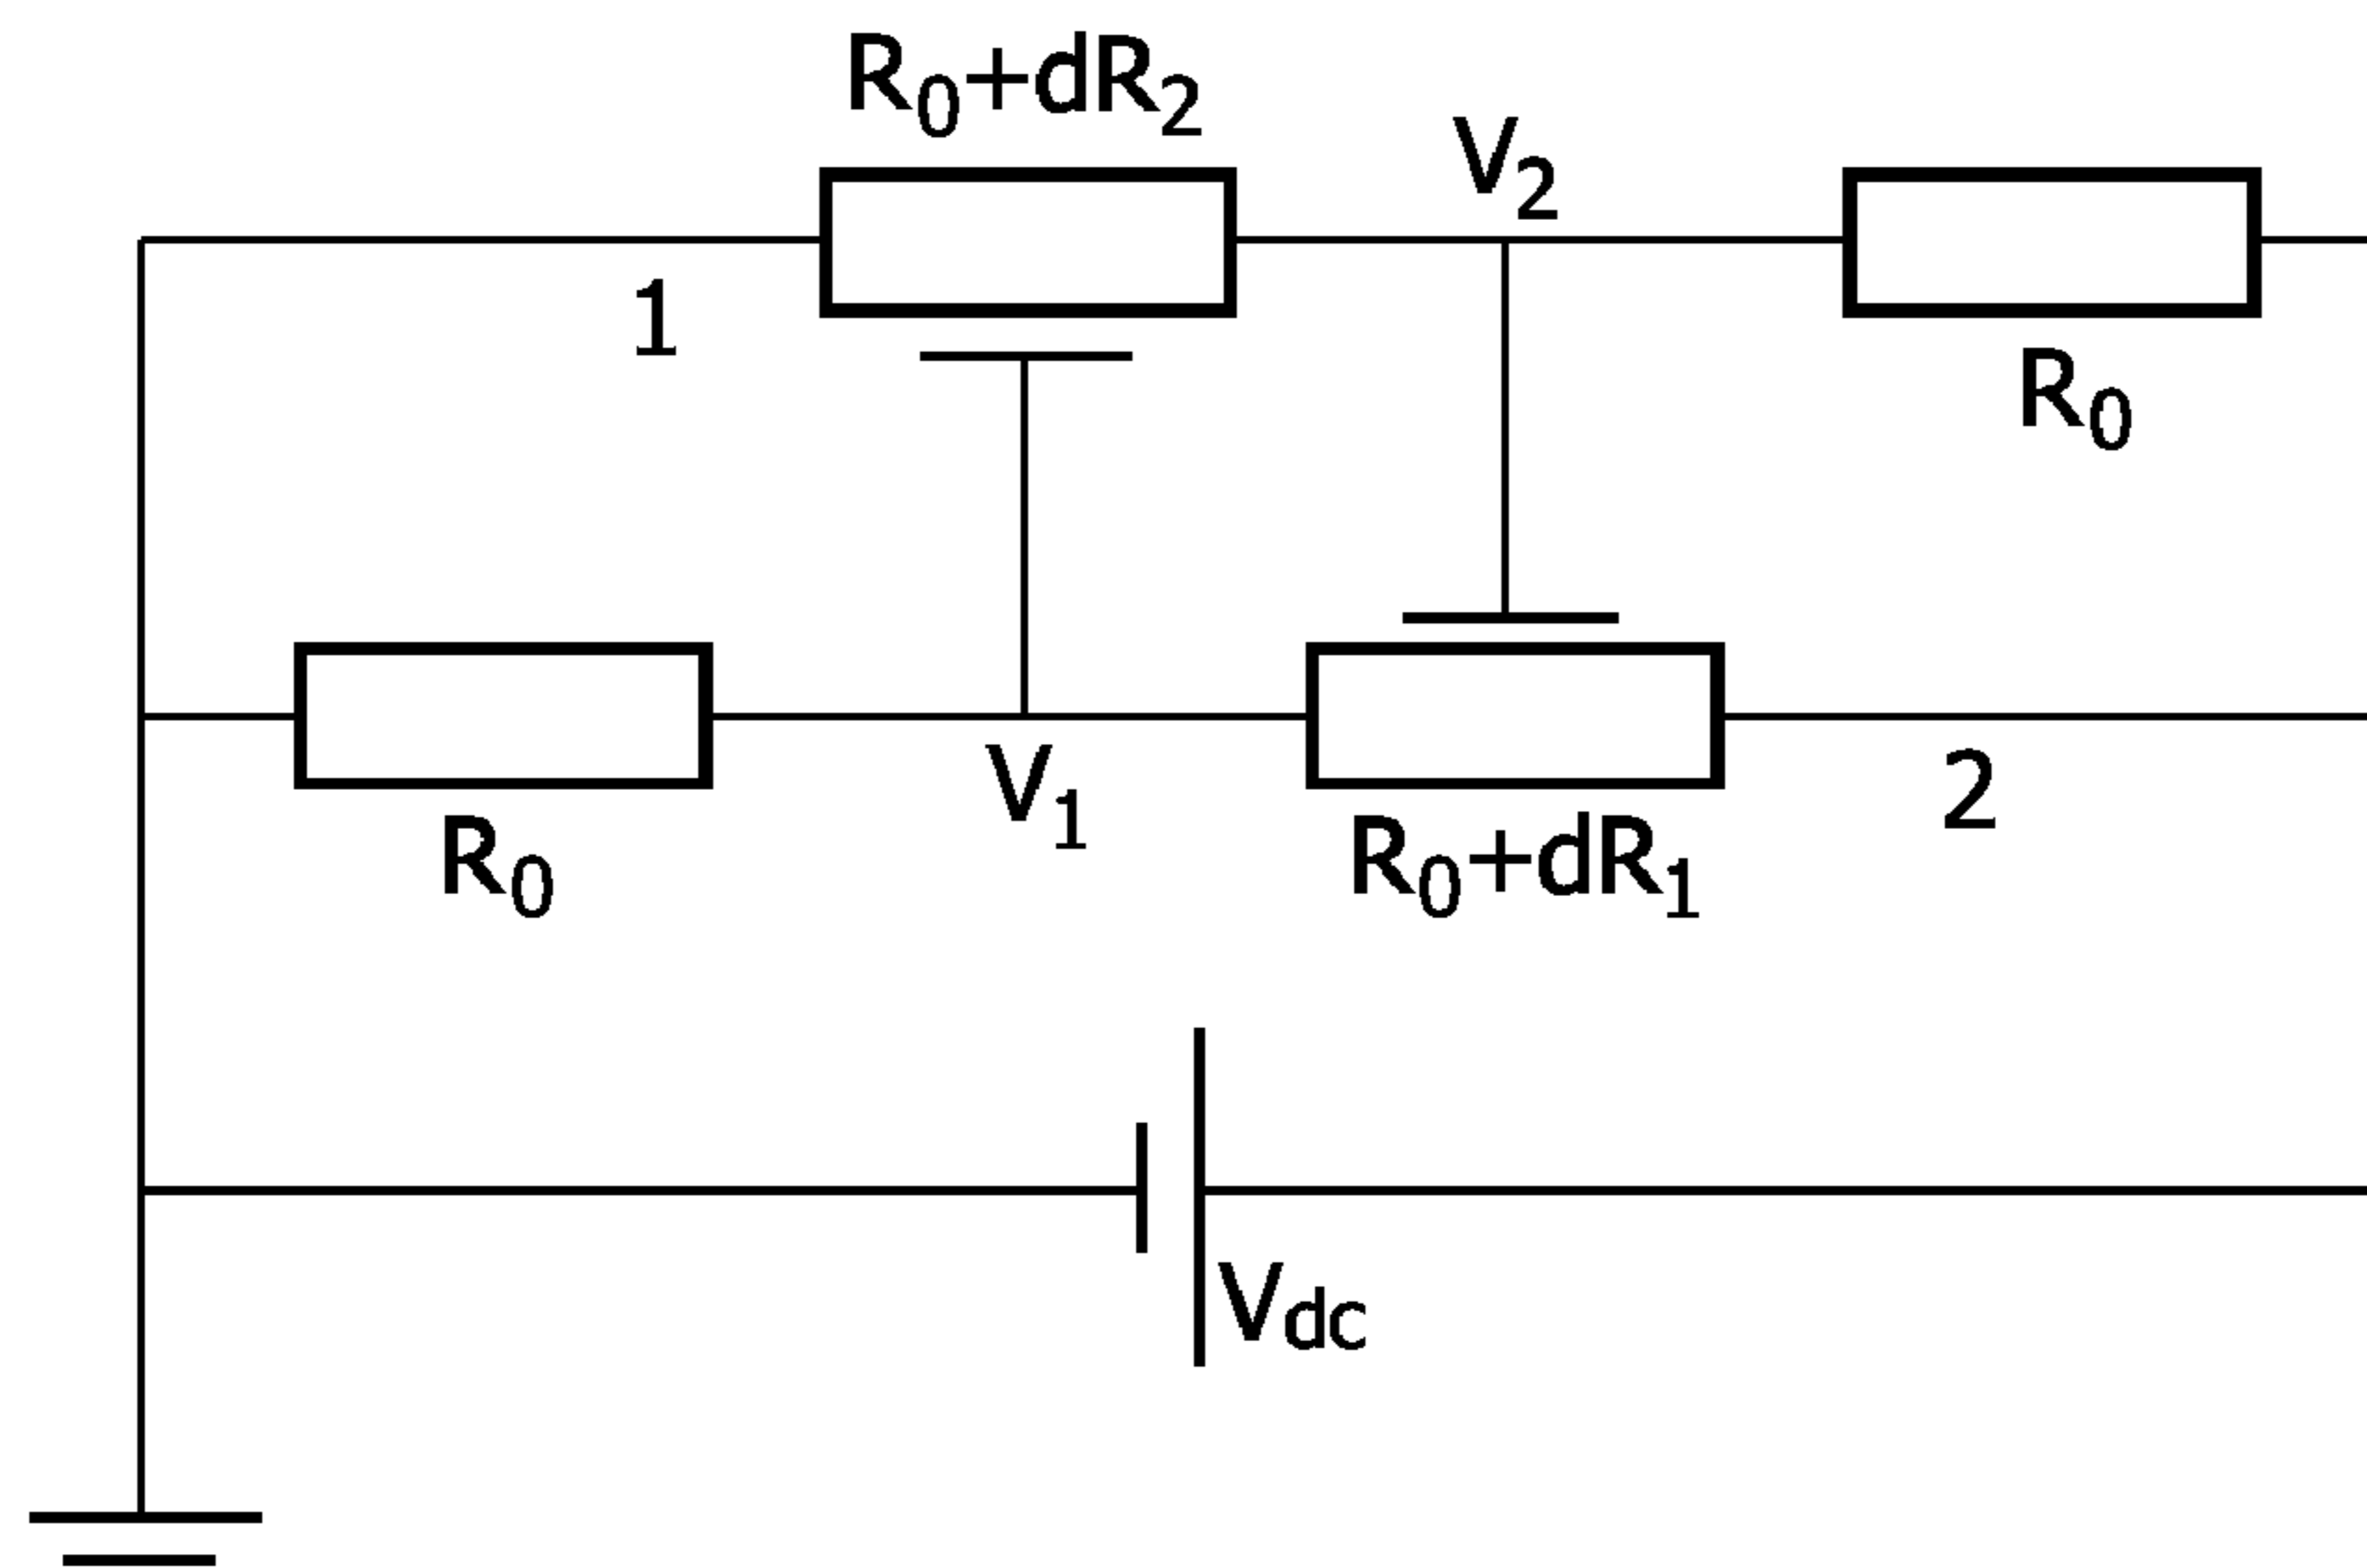 R₀+dR₂
V₂
1
R₀
V₁
2
R₀
R₀+dR₁
Vdc